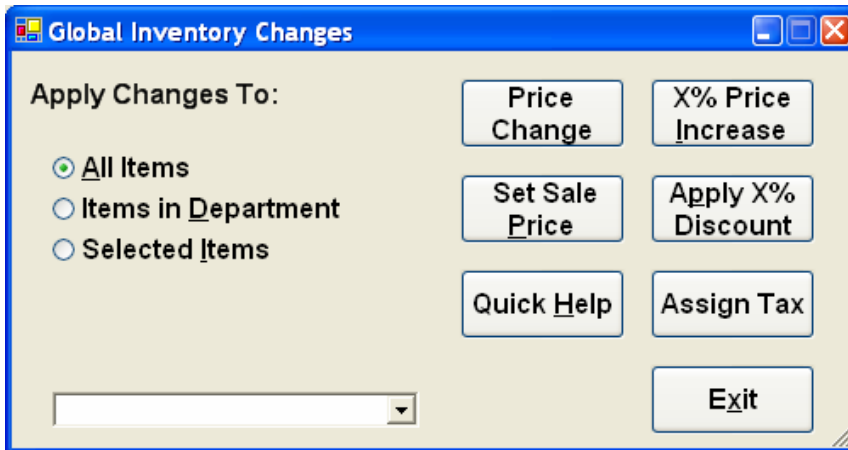 Global Inventory Changes
Apply Changes To:
All Items
Items in Department
Selected Items
Price
Change
X% Price
Increase
Set Sale
Price
Apply X%
Discount
Quick Help
Assign Tax
Exit